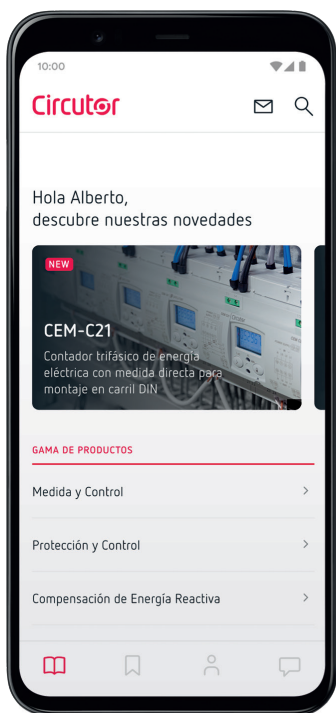 10:00
Circutor
Hola Alberto,
descubre nuestras novedades
NEW
CEM-C21
Contador trifásico de energía
eléctrica con medida directa para
montaje en carril DIN
GAMA DE PRODUCTOS
Medida y Control
Protección y Control
Compensación de Energía Reactiva